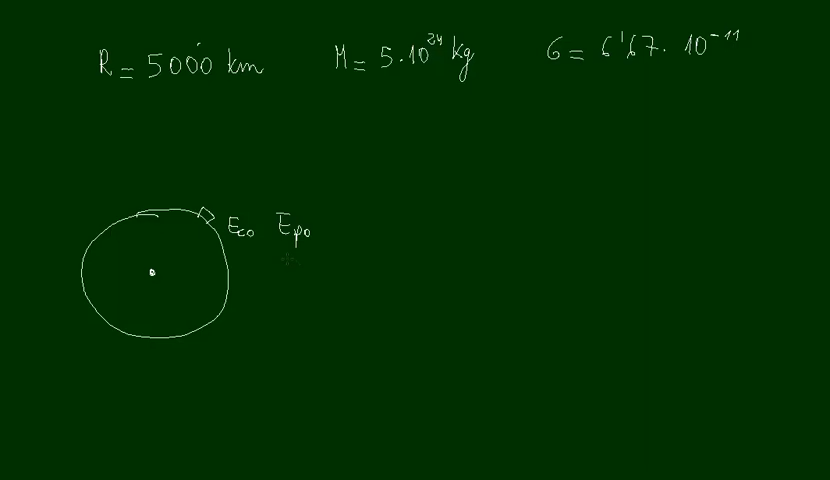 R = 5000 km M = 5.10²⁴ kg G = 6'67. 10⁻¹¹
Eco Epo